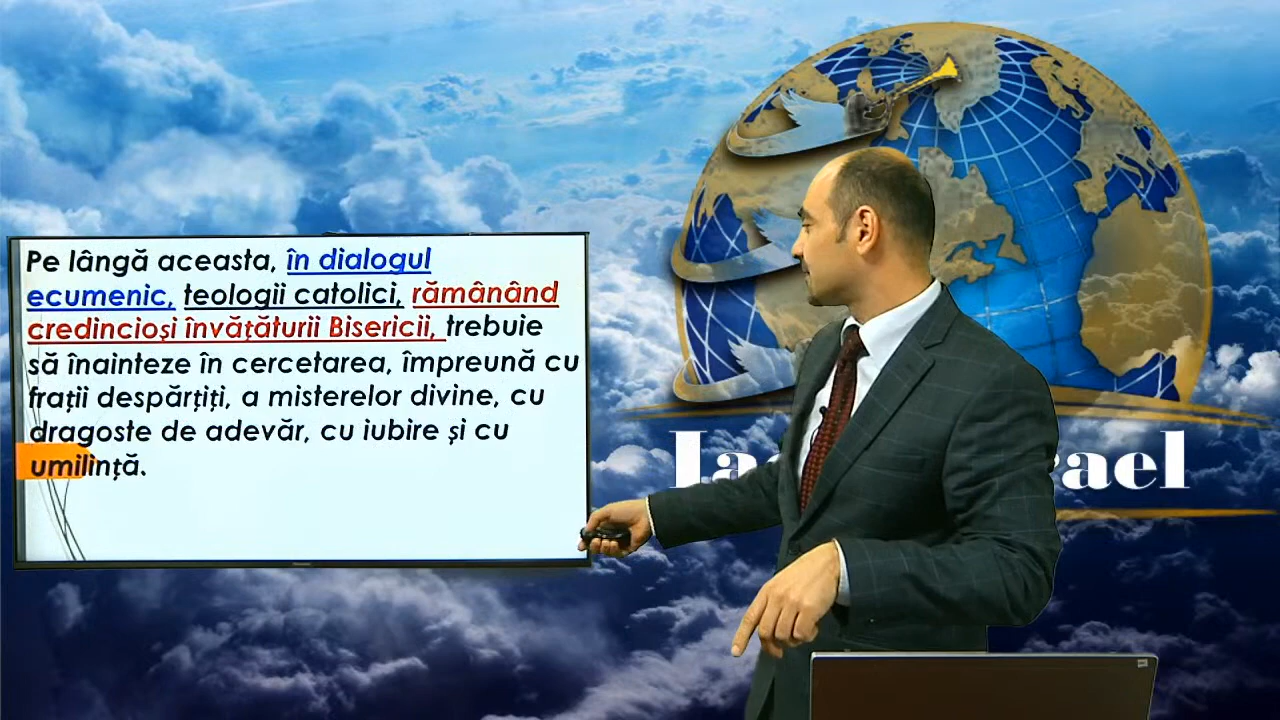 Pe lângă aceasta, în dialogul
ecumenic, teologii catolici, rămânând
credincioși învățăturii Bisericii, trebuie
să înainteze în cercetarea, împreună cu
frații despărțiți, a misterelor divine, cu
dragoste de adevăr, cu iubire și cu
umilință.